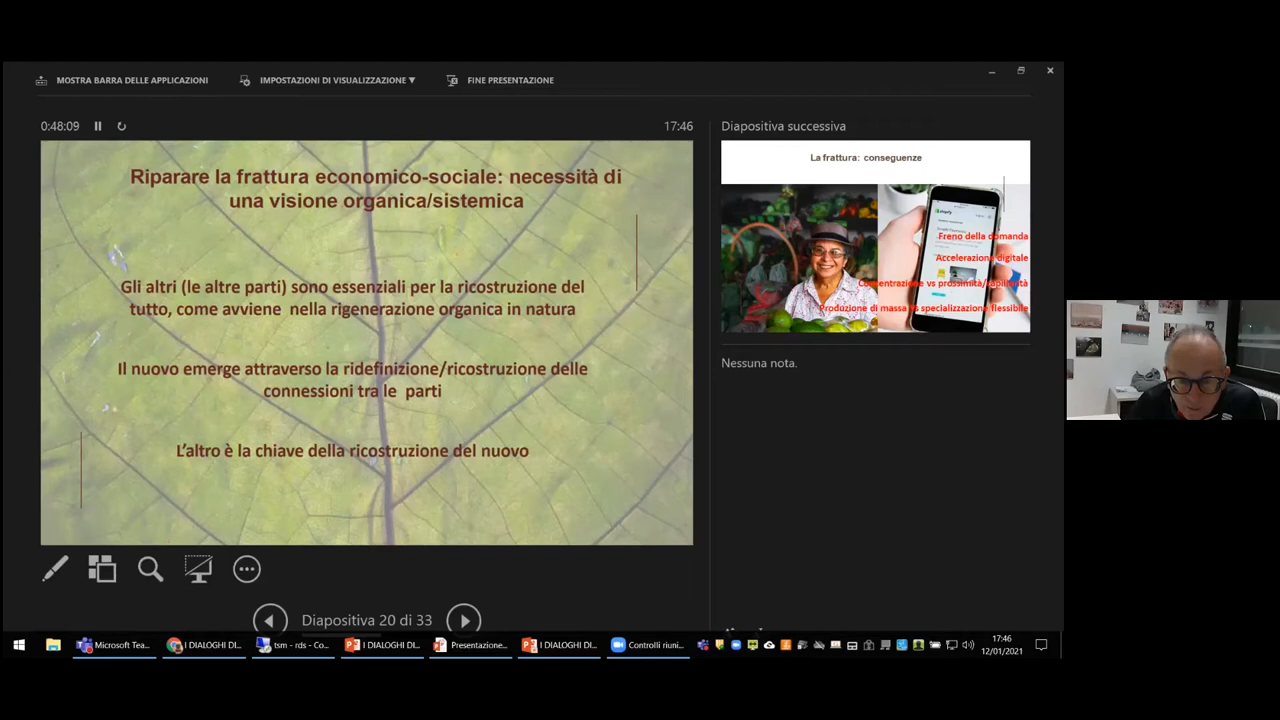 MOSTRA BARRA DELLE APPLICAZIONI
IMPOSTAZIONI DI VISUALIZZAZIONE ▼
FINE PRESENTAZIONE
0:48:09
17:46
Riparare la frattura economico-sociale: necessità di
una visione organica/sistemica
Gli altri (le altre parti) sono essenziali per la ricostruzione del
tutto, come avviene nella rigenerazione organica in natura
Il nuovo emerge attraverso la ridefinizione/ricostruzione delle
connessioni tra le parti
L'altro è la chiave della ricostruzione del nuovo
Diapositiva successiva
La frattura: conseguenze
Freno della domanda
Accelerazione digitale
Concentrazione vs prossimità/capillarità
Produzione di massa vs specializzazione flessibile
Nessuna nota.
Diapositiva 20 di 33
Microsoft Tea...
I DIALOGHI DI...
tsm - rds - Co...
I DIALOGHI DI...
Presentazione...
I DIALOGHI DI...
Controlli riuni...
17:46
12/01/2021